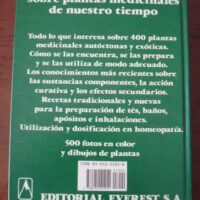 sobre plantas medicinales
de nuestro tiempo
Todo lo que interesa sobre 400 plantas
medicinales autóctonas y exóticas.
Cómo se las encuentra, se las prepara
y se las utiliza de modo adecuado.
Los conocimientos más recientes sobre
las sustancias componentes, la acción
curativa y los efectos secundarios.
Recetas tradicionales y nuevas
para la preparación de tés, baños,
apósitos e inhalaciones.
Utilización y dosificación en homeopatía.
500 fotos en color
y dibujos de plantas
EDITORIAL EVEREST, S.A.